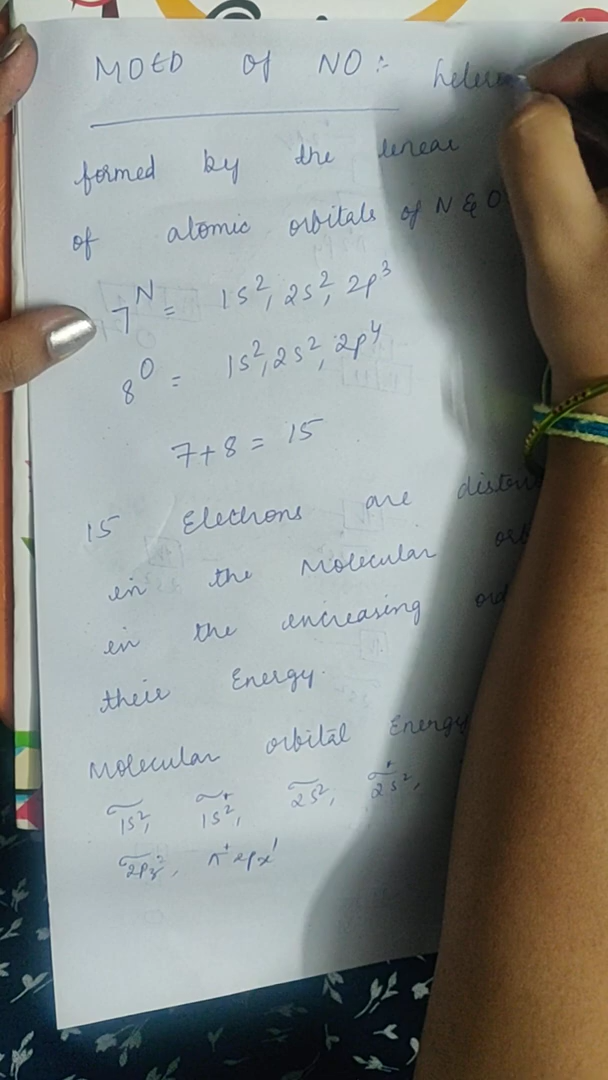 MOED of NO :-
formed by the linear
of atomic orbitals of N & O
7N = 1s², 2s², 2p³
8O = 1s², 2s², 2p⁴
7+8 = 15
15 Electrons are
in the Molecular
in the increasing
their Energy.
Molecular orbital Energy
σ1s², σ*1s², σ2s², σ*2s²,
σ2pz², π*2px¹